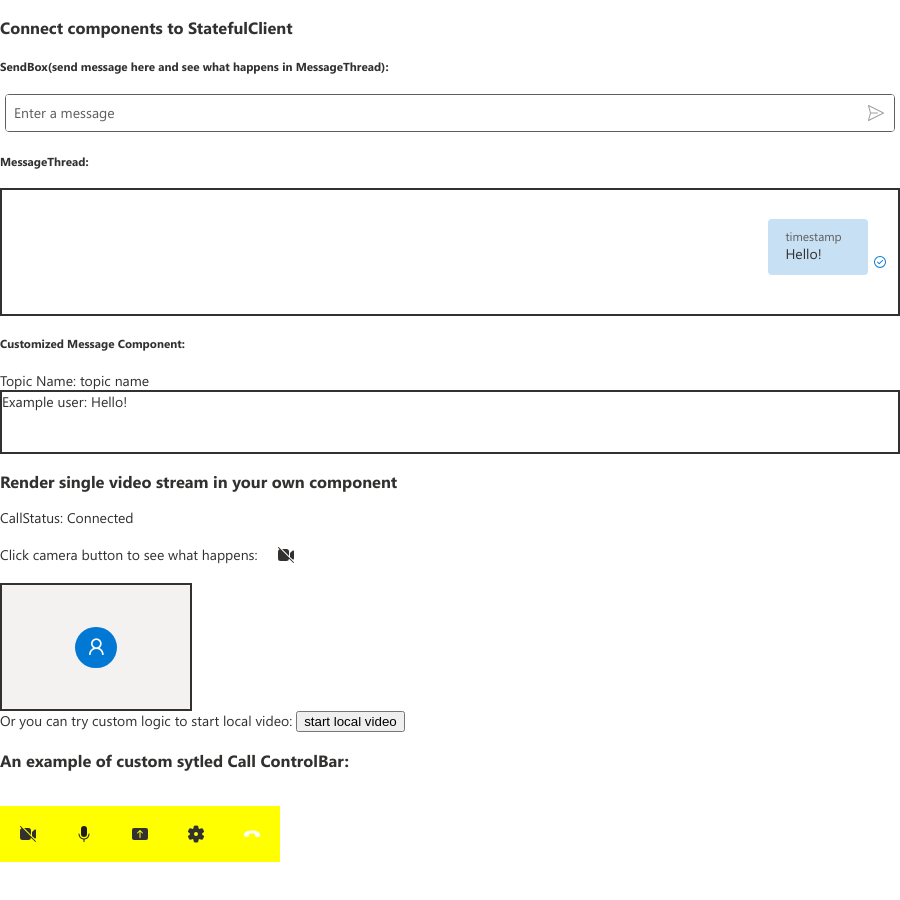 Connect components to StatefulClient
SendBox(send message here and see what happens in MessageThread):
Enter a message
MessageThread:
timestamp
Hello!
Customized Message Component:
Topic Name: topic name
Example user: Hello!
Render single video stream in your own component
CallStatus: Connected
Click camera button to see what happens:
Or you can try custom logic to start local video: start local video
An example of custom sytled Call ControlBar: